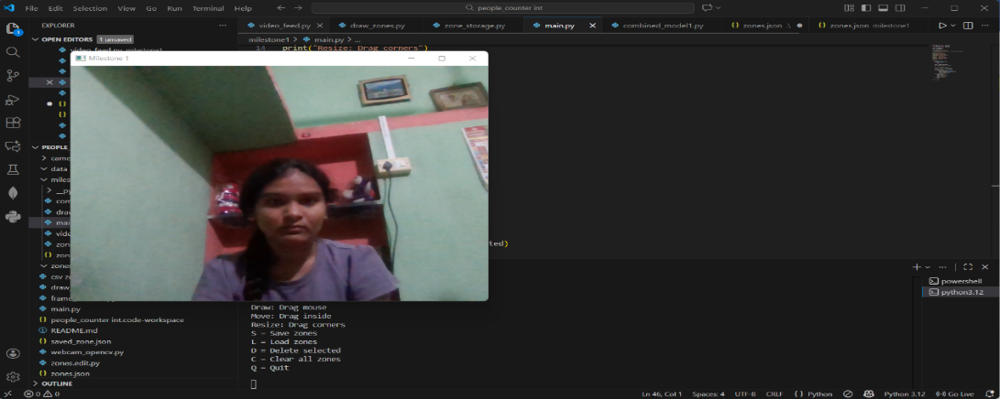 File Edit Selection View Go Run Terminal Help
people_counter int
EXPLORER
video_feed.py
draw_zones.py
zone_storage.py
main.py
combined_model1.py
zones.json
zones.json milestone1
OPEN EDITORS 1 unsaved
milestone1 > main.py > ...
video_feed.py milestone1
14 print("Resize: Drag corners")
Milestone 1
PEOPLE_
came
data
miles
__py
com
draw
mai
vide
zon
zon
ted)
zones
csv z
draw
fram
main.py
people_counter int.code-workspace
README.md
saved_zone.json
webcam_opencv.py
zones.edit.py
zones.json
OUTLINE
powershell
python3.12
Draw: Drag mouse
Move: Drag inside
Resize: Drag corners
S = Save zones
L = Load zones
D = Delete selected
C = Clear all zones
Q = Quit
0 0
Ln 46, Col 1 Spaces: 4 UTF-8 CRLF { } Python Python 3.12 Go Live